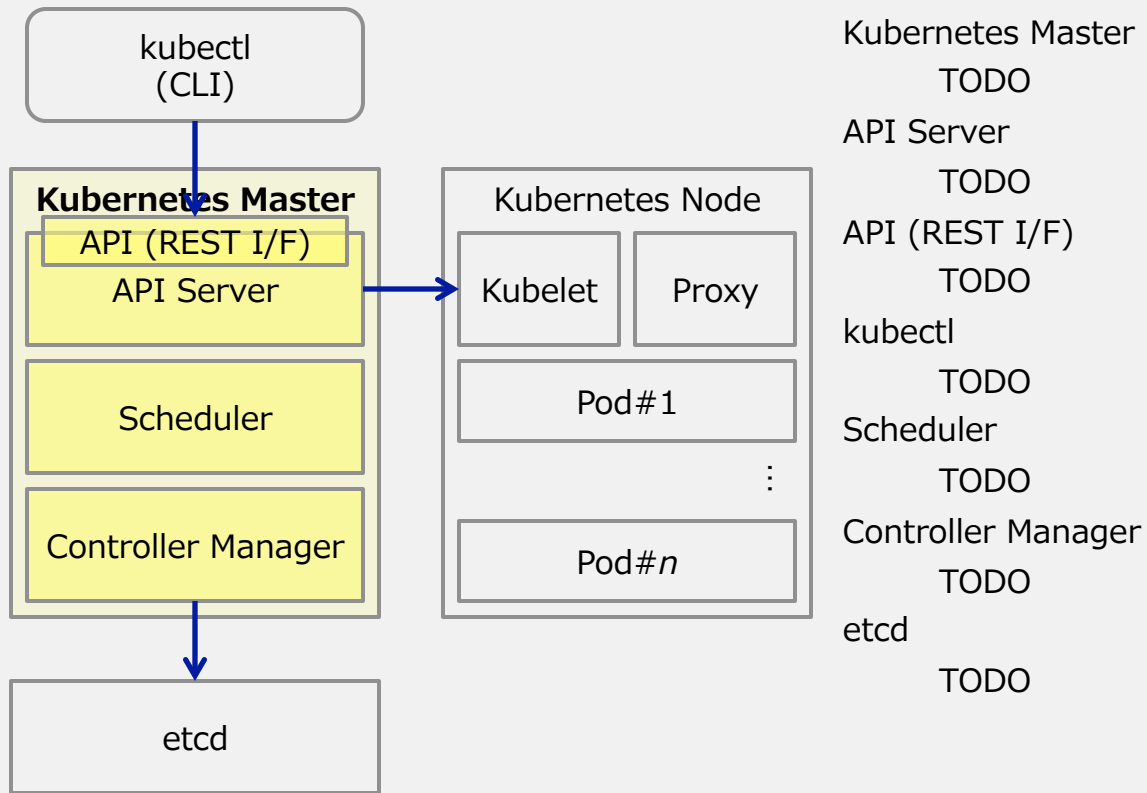 kubectl
(CLI)
Kubernetes Master
API (REST I/F)
API Server
Scheduler
Controller Manager
etcd
Kubernetes Node
Kubelet
Proxy
Pod#1
⋮
Pod#n
Kubernetes Master
TODO
API Server
TODO
API (REST I/F)
TODO
kubectl
TODO
Scheduler
TODO
Controller Manager
TODO
etcd
TODO